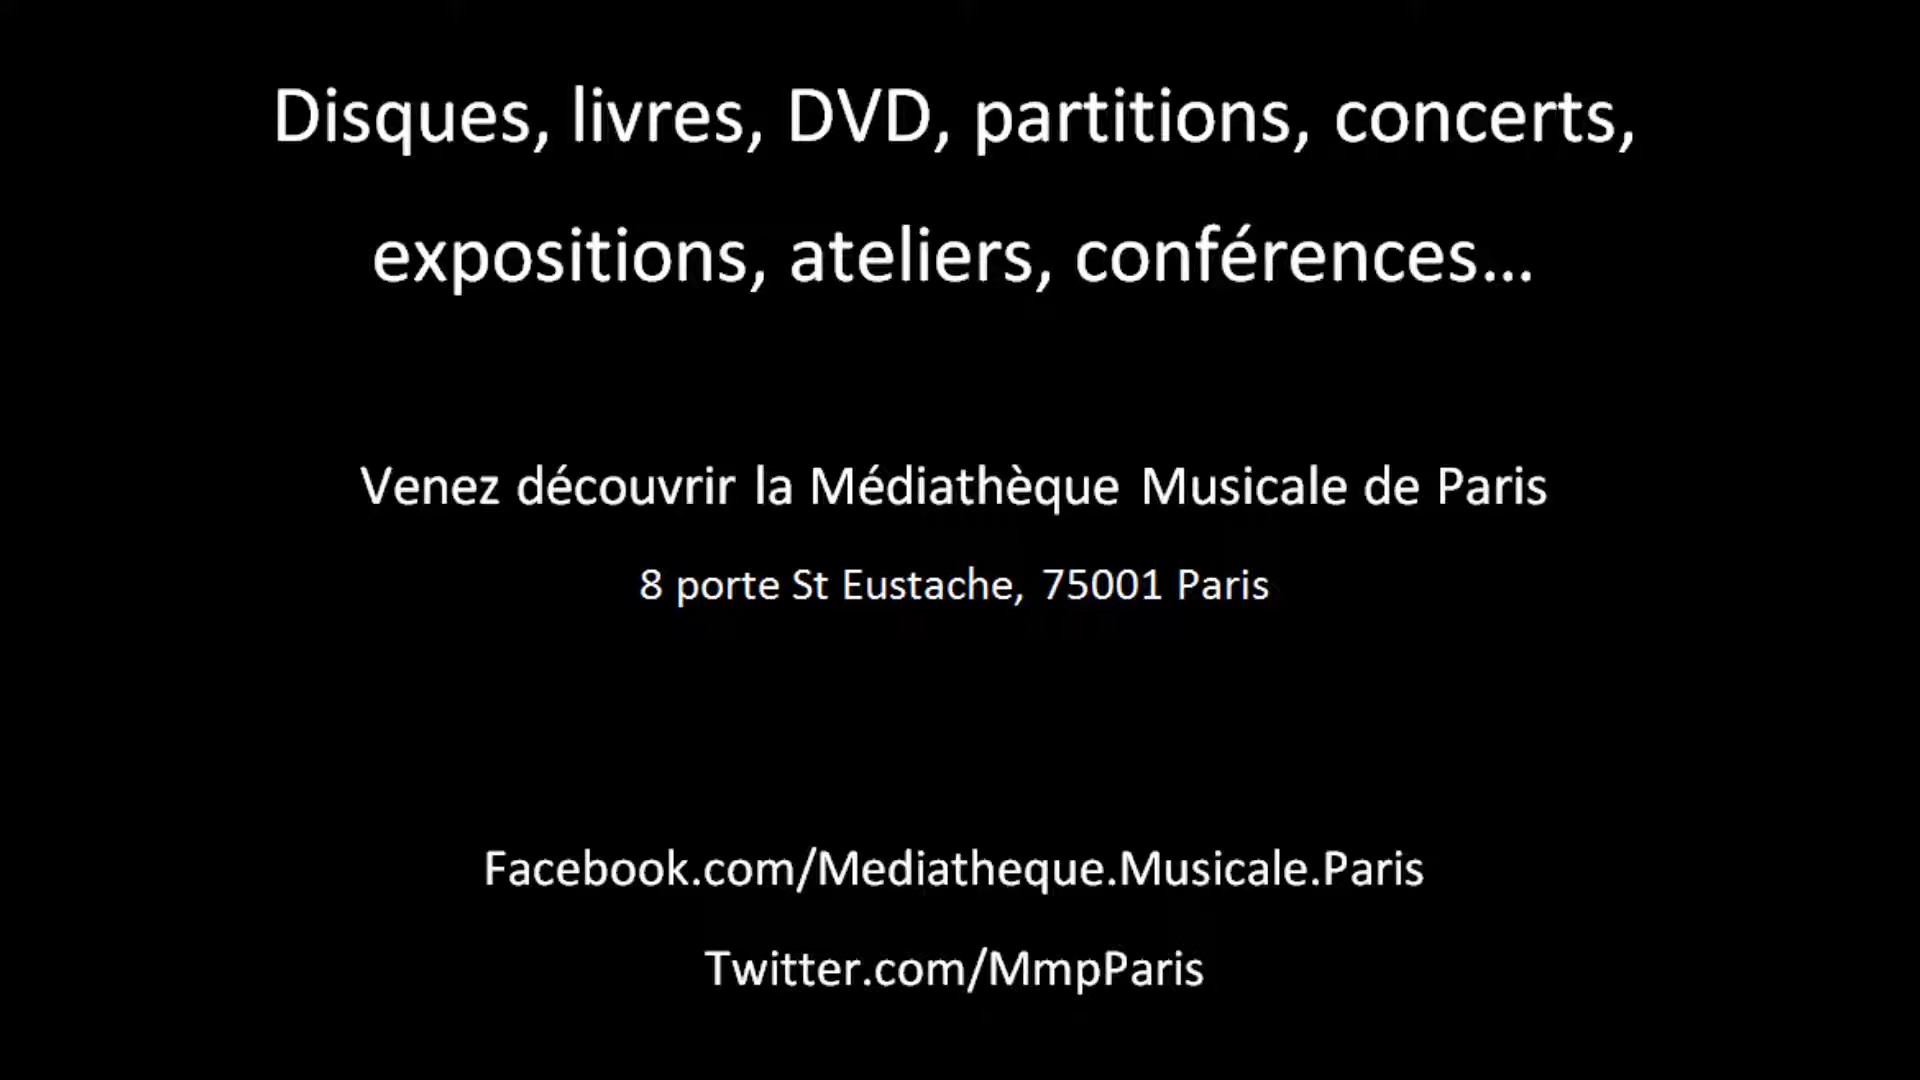 Disques, livres, DVD, partitions, concerts,
expositions, ateliers, conférences...
Venez découvrir la Médiathèque Musicale de Paris
8 porte St Eustache, 75001 Paris
Facebook.com/Mediatheque.Musicale.Paris
Twitter.com/MmpParis